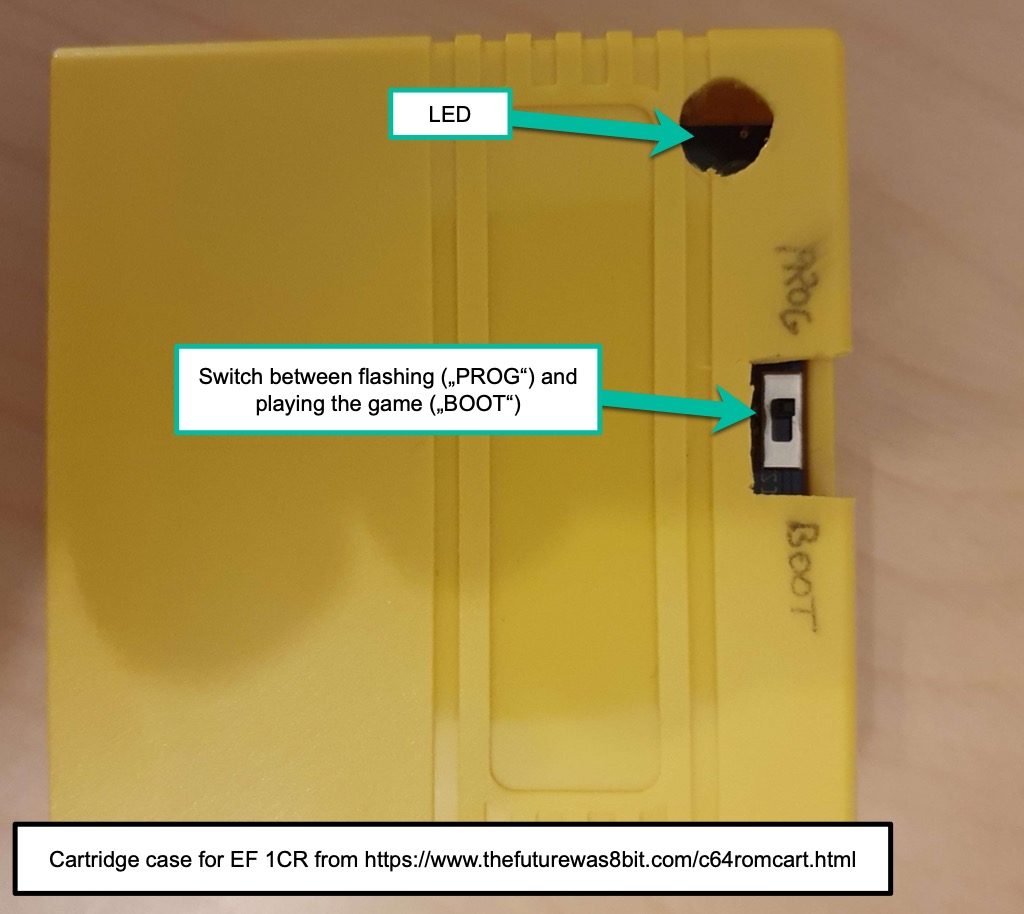 LED
PROG
Switch between flashing („PROG“) and
playing the game („BOOT“)
BOOT
Cartridge case for EF 1CR from https://www.thefuturewas8bit.com/c64romcart.html